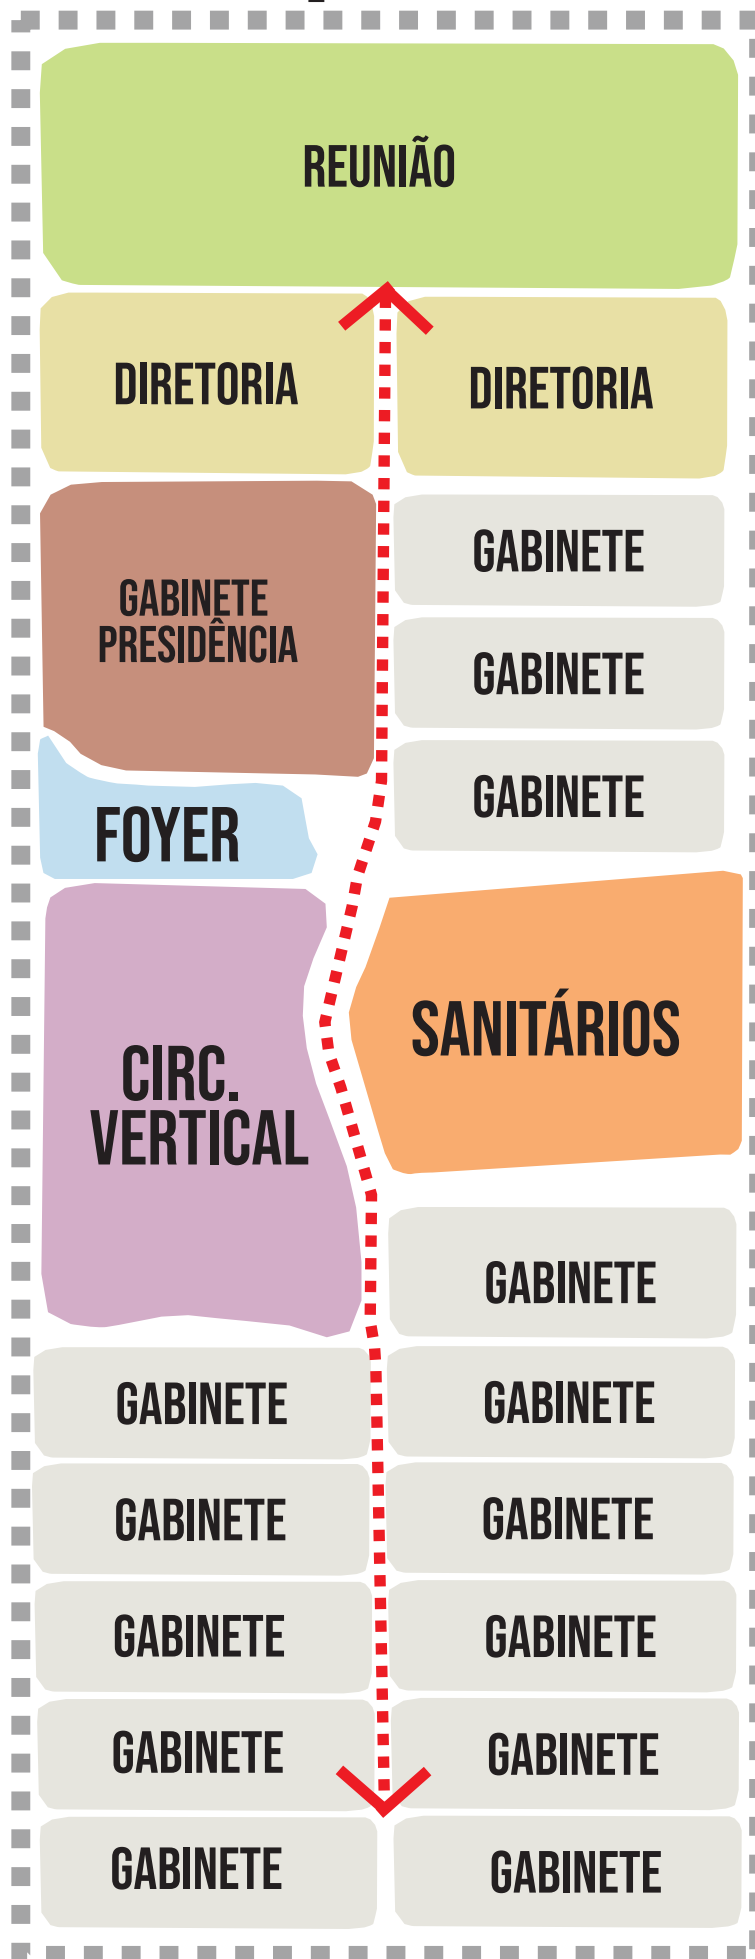 REUNIÃO
DIRETORIA
DIRETORIA
GABINETE
GABINETE
PRESIDÊNCIA
GABINETE
GABINETE
FOYER
SANITÁRIOS
CIRC.
VERTICAL
GABINETE
GABINETE
GABINETE
GABINETE
GABINETE
GABINETE
GABINETE
GABINETE
GABINETE
GABINETE
GABINETE